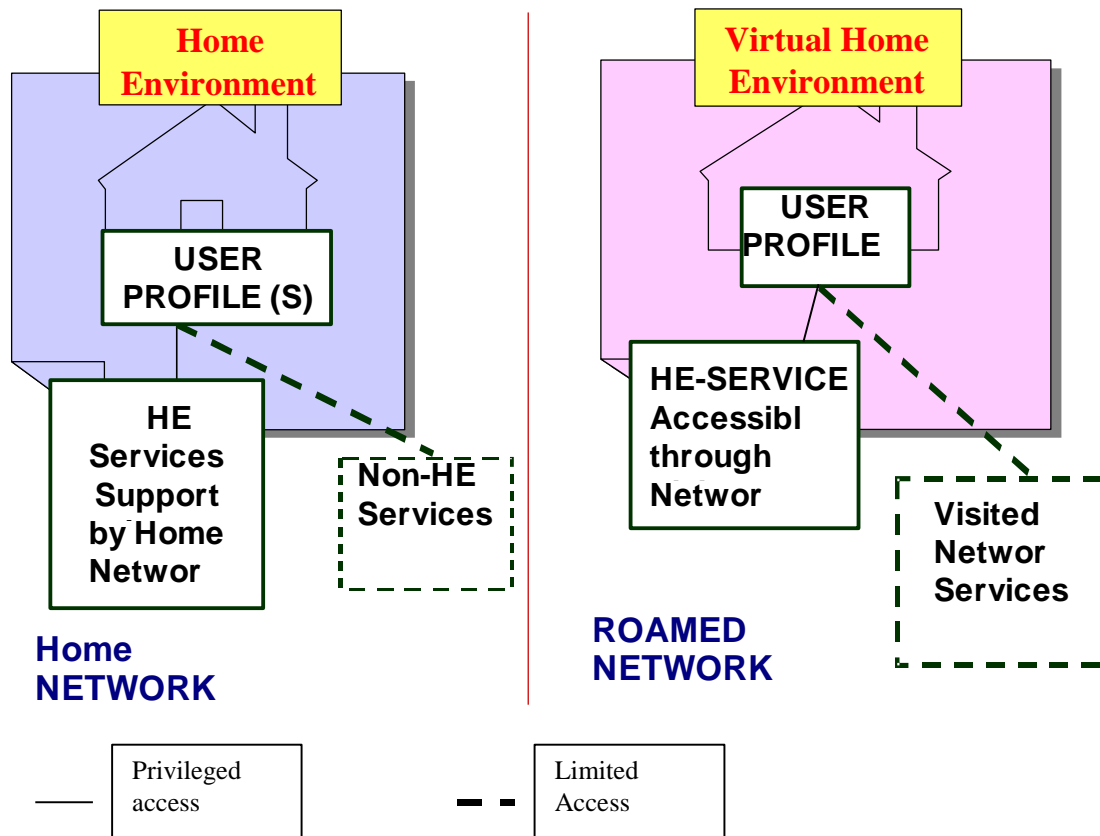 Home
Environment
USER
PROFILE (S)
HE
Services
Support
by Home
Networ
Non-HE
Services
Home
NETWORK
Virtual Home
Environment
USER
PROFILE
HE-SERVICE
Accessibl
through
Networ
Visited
Networ
Services
ROAMED
NETWORK
Privileged
access
Limited
Access